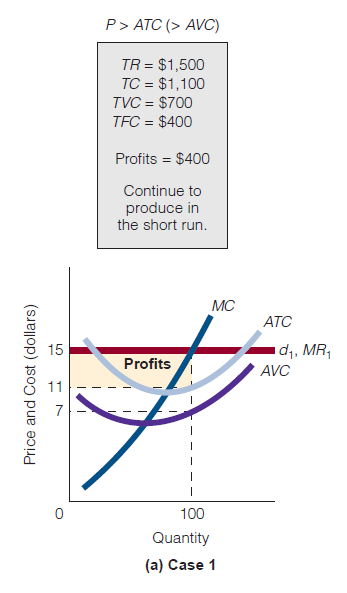 P > ATC (> AVC)
TR = $1,500
TC = $1,100
TVC = $700
TFC = $400
Profits = $400
Continue to
produce in
the short run.
Price and Cost (dollars)
MC
ATC
15
d₁, MR₁
Profits
AVC
11
7
0
100
Quantity
(a) Case 1